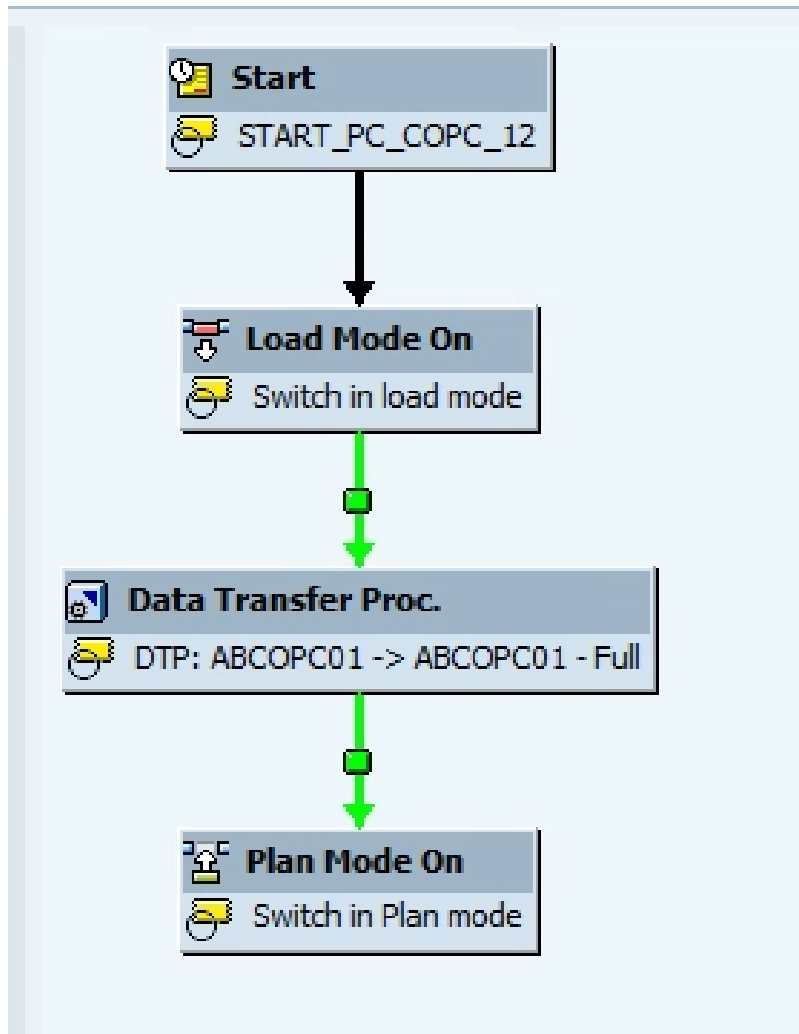 Start
START_PC_COPC_12
Load Mode On
Switch in load mode
Data Transfer Proc.
DTP: ABCOPC01 -> ABCOPC01 - Full
Plan Mode On
Switch in Plan mode